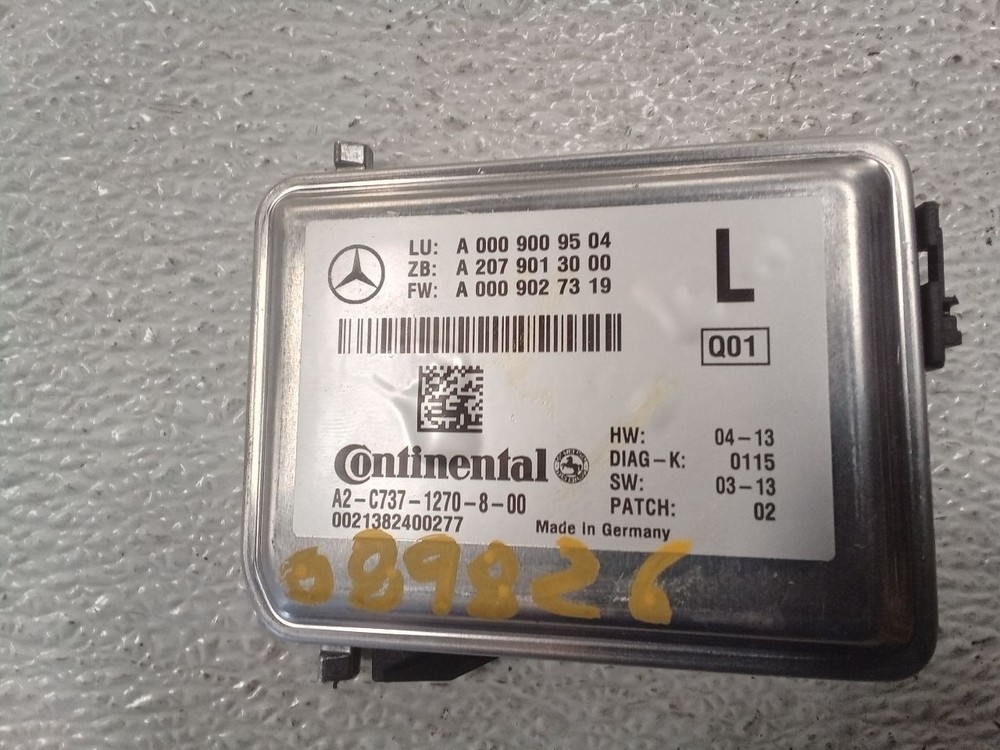 LU: A 000 900 95 04
ZB: A 207 901 30 00
FW: A 000 902 73 19
L
Q01
Continental
A2-C737-1270-8-00
0021382400277
HW: 04-13
DIAG-K: 0115
SW: 03-13
PATCH: 02
Made in Germany
089826